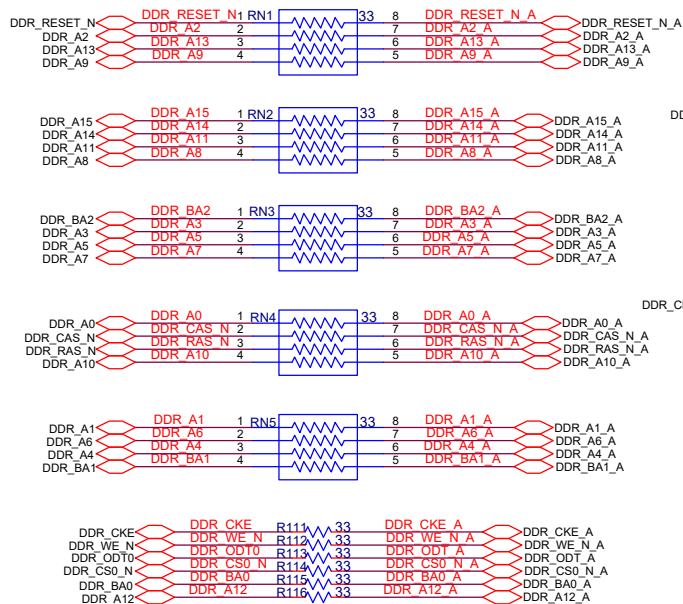 DDR_RESET_N DDR_RESET_N 1 RN1 33 8 DDR_RESET_N_A DDR_RESET_N_A
DDR_A2 DDR_A2 2 7 DDR_A2_A DDR_A2_A
DDR_A13 DDR_A13 3 6 DDR_A13_A DDR_A13_A
DDR_A9 DDR_A9 4 5 DDR_A9_A DDR_A9_A
DDR_A15 DDR_A15 1 RN2 33 8 DDR_A15_A DDR_A15_A
DDR_A14 DDR_A14 2 7 DDR_A14_A DDR_A14_A
DDR_A11 DDR_A11 3 6 DDR_A11_A DDR_A11_A
DDR_A8 DDR_A8 4 5 DDR_A8_A DDR_A8_A
DDR_BA2 DDR_BA2 1 RN3 33 8 DDR_BA2_A DDR_BA2_A
DDR_A3 DDR_A3 2 7 DDR_A3_A DDR_A3_A
DDR_A5 DDR_A5 3 6 DDR_A5_A DDR_A5_A
DDR_A7 DDR_A7 4 5 DDR_A7_A DDR_A7_A
DDR_A0 DDR_A0 1 RN4 33 8 DDR_A0_A DDR_A0_A
DDR_CAS_N DDR_CAS_N 2 7 DDR_CAS_N_A DDR_CAS_N_A
DDR_RAS_N DDR_RAS_N 3 6 DDR_RAS_N_A DDR_RAS_N_A
DDR_A10 DDR_A10 4 5 DDR_A10_A DDR_A10_A
DDR_A1 DDR_A1 1 RN5 33 8 DDR_A1_A DDR_A1_A
DDR_A6 DDR_A6 2 7 DDR_A6_A DDR_A6_A
DDR_A4 DDR_A4 3 6 DDR_A4_A DDR_A4_A
DDR_BA1 DDR_BA1 4 5 DDR_BA1_A DDR_BA1_A
DDR_CKE DDR_CKE R111 33 DDR_CKE_A DDR_CKE_A
DDR_WE_N DDR_WE_N R112 33 DDR_WE_N_A DDR_WE_N_A
DDR_ODT0 DDR_ODT0 R113 33 DDR_ODT_A DDR_ODT_A
DDR_CS0_N DDR_CS0_N R114 33 DDR_CS0_N_A DDR_CS0_N_A
DDR_BA0 DDR_BA0 R115 33 DDR_BA0_A DDR_BA0_A
DDR_A12 DDR_A12 R116 33 DDR_A12_A DDR_A12_A